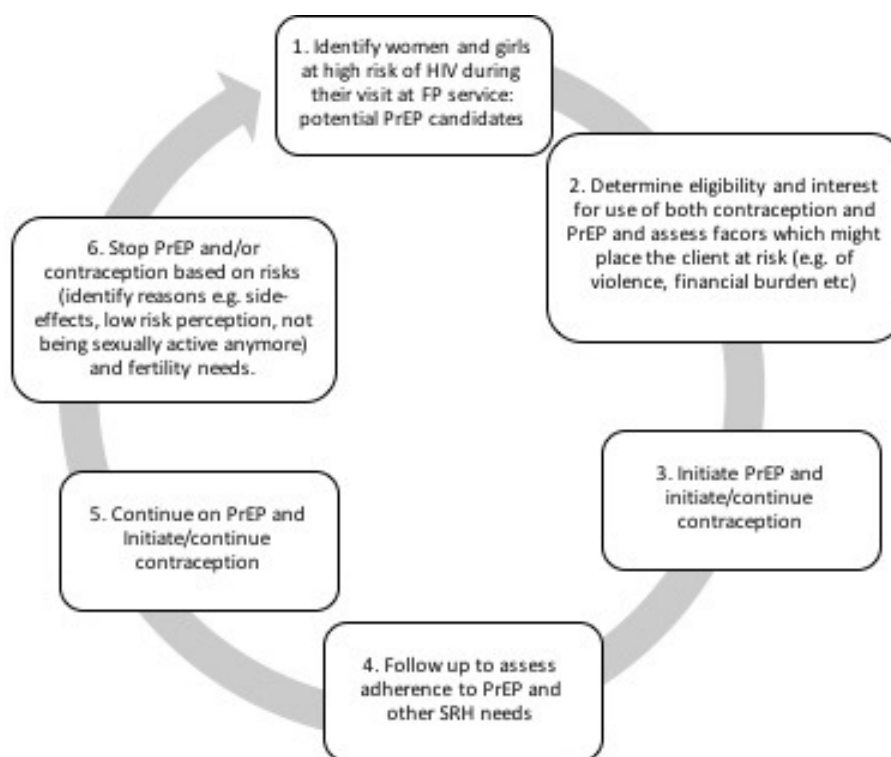 1. Identify women and girls
at high risk of HIV during
their visit at FP service:
potential PrEP candidates
2. Determine eligibility and interest
for use of both contraception and
PrEP and assess facors which might
place the client at risk (e.g. of
violence, financial burden etc)
3. Initiate PrEP and
initiate/continue
contraception
4. Follow up to assess
adherence to PrEP and
other SRH needs
5. Continue on PrEP and
Initiate/continue
contraception
6. Stop PrEP and/or
contraception based on risks
(identify reasons e.g. side-
effects, low risk perception, not
being sexually active anymore)
and fertility needs.